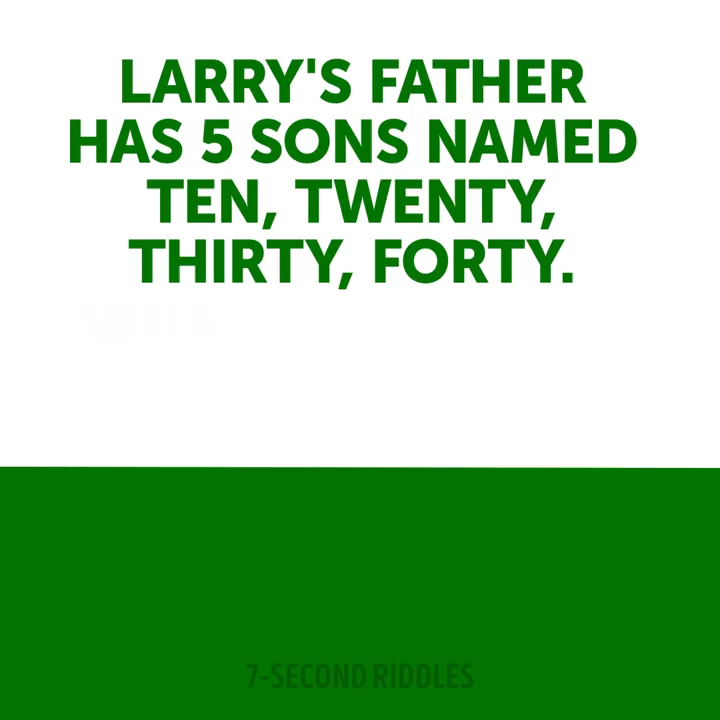 LARRY'S FATHER
HAS 5 SONS NAMED
TEN, TWENTY,
THIRTY, FORTY.
7-SECOND RIDDLES